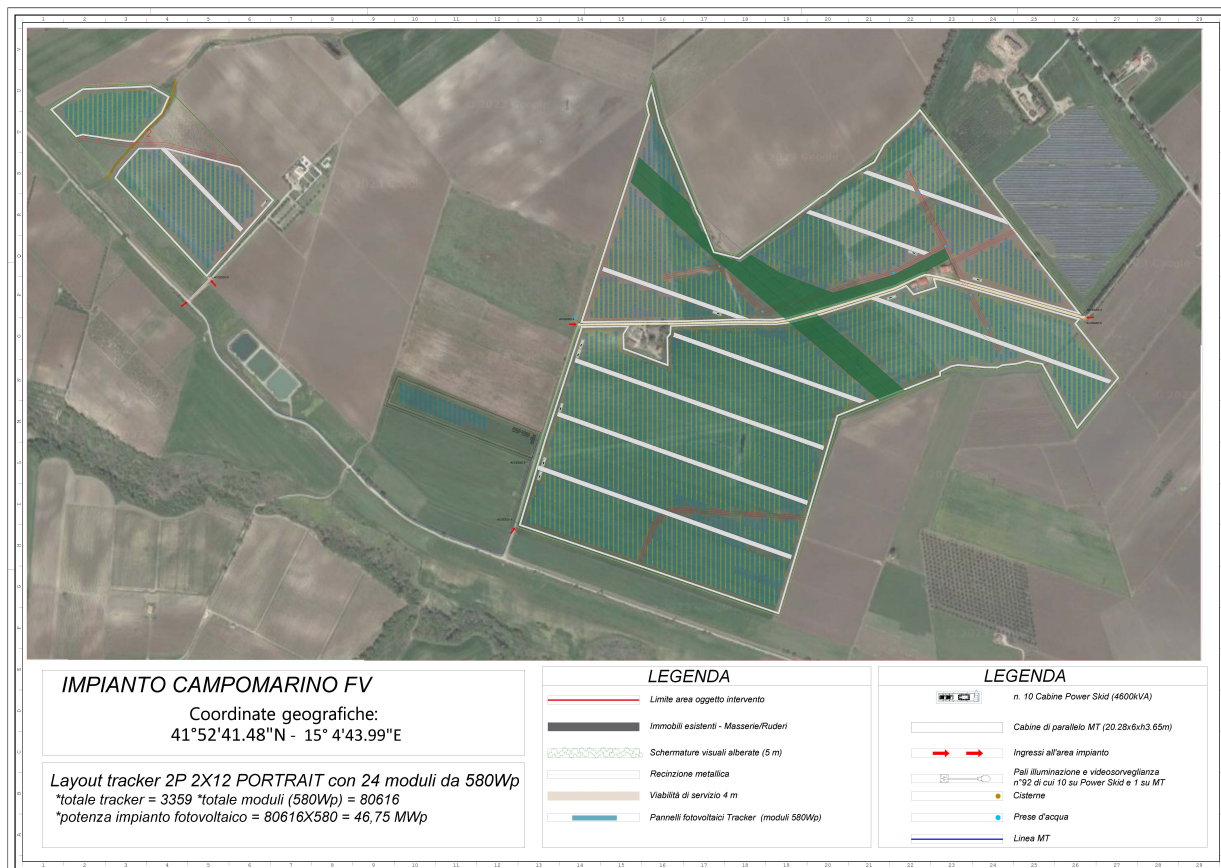 IMPIANTO CAMPOMARINO FV
Coordinate geografiche:
41°52'41.48"N - 15° 4'43.99"E
Layout tracker 2P 2X12 PORTRAIT con 24 moduli da 580Wp
*totale tracker = 3359 *totale moduli (580Wp) = 80616
*potenza impianto fotovoltaico = 80616X580 = 46,75 MWp
LEGENDA
Limite area oggetto intervento
Immobili esistenti - Masserie/Ruderi
Schermature visuali alberate (5 m)
Recinzione metallica
Viabilità di servizio 4 m
Pannelli fotovoltaici Tracker (moduli 580Wp)
LEGENDA
n. 10 Cabine Power Skid (4600kVA)
Cabine di parallelo MT (20.28x6xh3.65m)
Ingressi all'area impianto
Pali illuminazione e videosorveglianza
n°92 di cui 10 su Power Skid e 1 su MT
Cisterne
Prese d'acqua
Linea MT